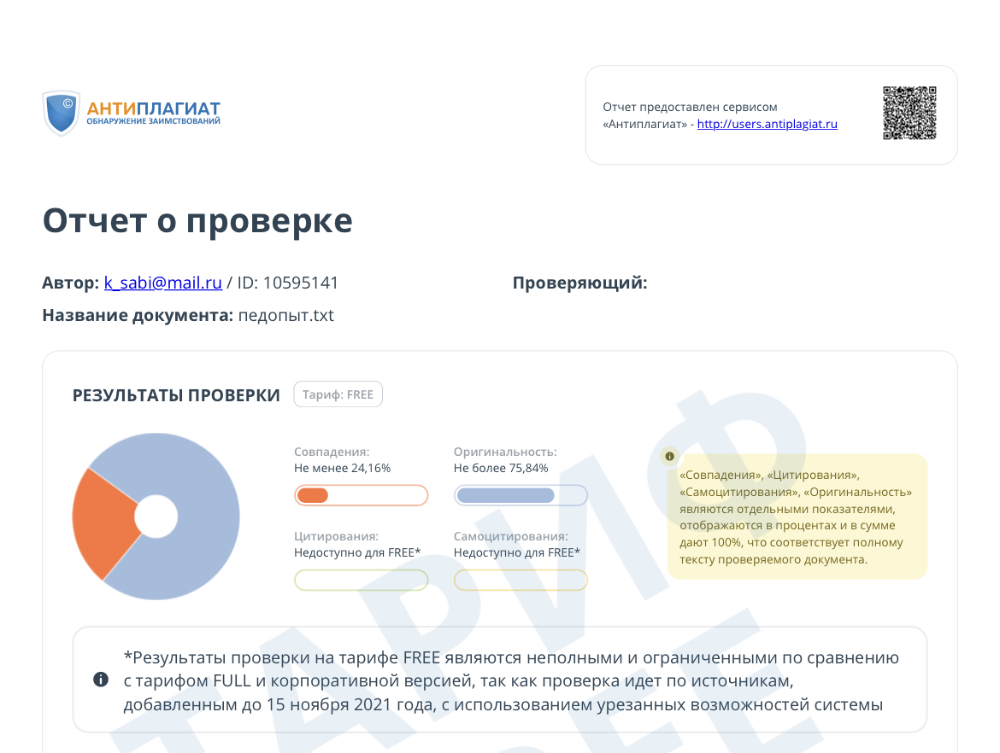 АНТИПЛАГИАТ
ОБНАРУЖЕНИЕ ЗАИМСТВОВАНИЙ
Отчет предоставлен сервисом
«Антиплагиат» - http://users.antiplagiat.ru
Отчет о проверке
Автор: k_sabi@mail.ru / ID: 10595141
Проверяющий:
Название документа: педопыт.txt
РЕЗУЛЬТАТЫ ПРОВЕРКИ
Тариф: FREE
Совпадения:
Не менее 24,16%
Оригинальность:
Не более 75,84%
Цитирования:
Недоступно для FREE*
Самоцитирования:
Недоступно для FREE*
«Совпадения», «Цитирования»,
«Самоцитирования», «Оригинальность»
являются отдельными показателями,
отображаются в процентах и в сумме
дают 100%, что соответствует полному
тексту проверяемого документа.
*Результаты проверки на тарифе FREE являются неполными и ограниченными по сравнению
с тарифом FULL и корпоративной версией, так как проверка идет по источникам,
добавленным до 15 ноября 2021 года, с использованием урезанных возможностей системы
ТАРИФ